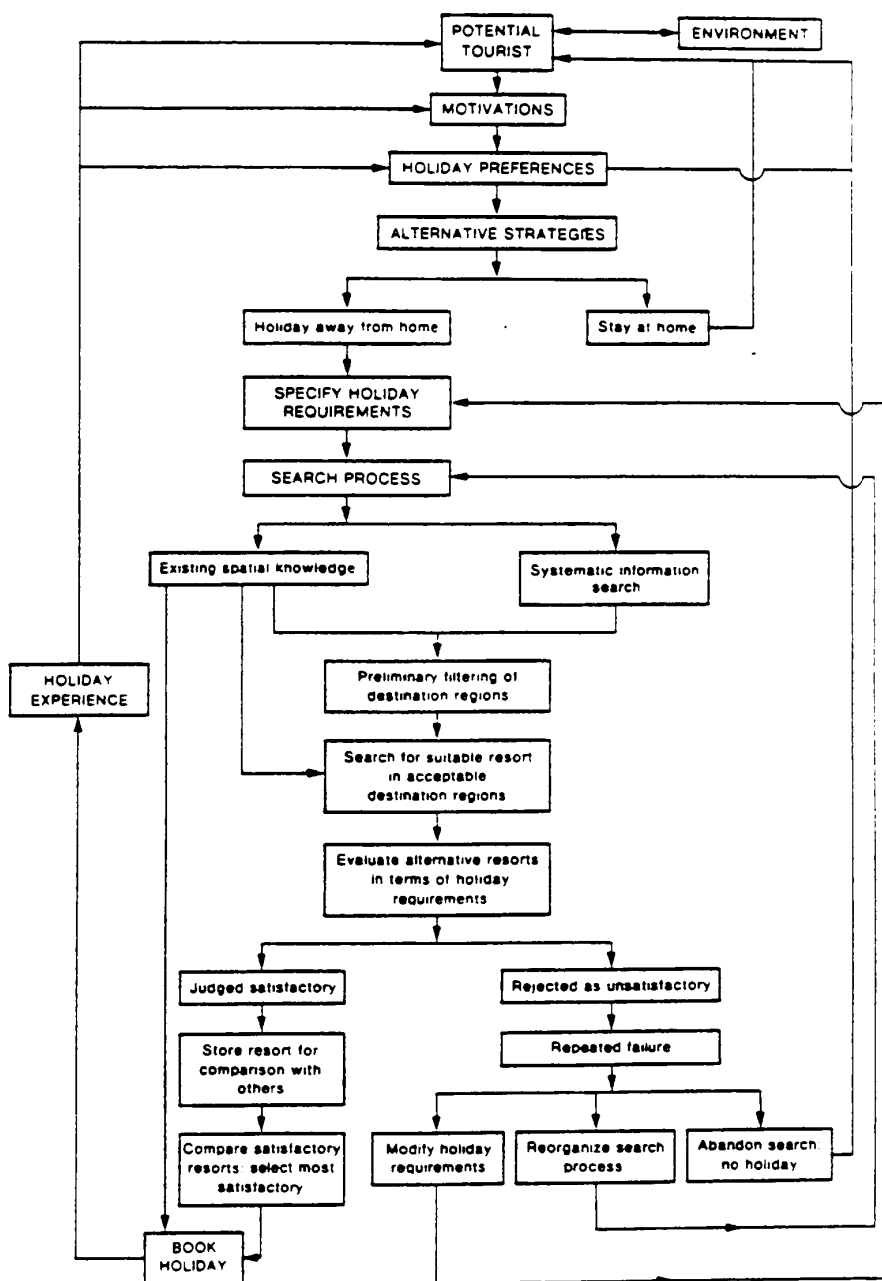 POTENTIAL
TOURIST
ENVIRONMENT
MOTIVATIONS
HOLIDAY PREFERENCES
ALTERNATIVE STRATEGIES
Holiday away from home
Stay at home
SPECIFY HOLIDAY
REQUIREMENTS
SEARCH PROCESS
Existing spatial knowledge
Systematic information
search
HOLIDAY
EXPERIENCE
Preliminary filtering of
destination regions
Search for suitable resort
in acceptable
destination regions
Evaluate alternative resorts
in terms of holiday
requirements
Judged satisfactory
Rejected as unsatisfactory
Store resort for
comparison with
others
Repeated failure
Compare satisfactory
resorts: select most
satisfactory
Modify holiday
requirements
Reorganize search
process
Abandon search:
no holiday
BOOK
HOLIDAY